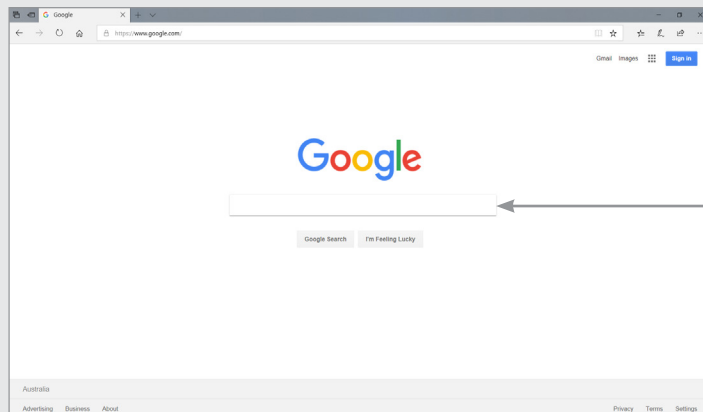 Google
https://www.google.com/
Gmail Images Sign in
Google
Google Search I'm Feeling Lucky
Australia
Advertising Business About Privacy Terms Settings